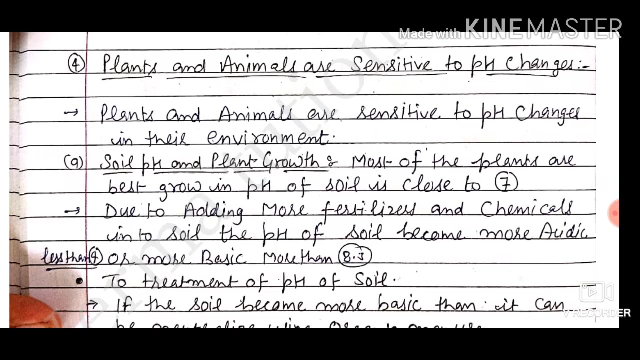 Made with KINEMASTER
④ Plants and Animals are Sensitive to pH Changes:-
→ Plants and Animals are sensitive to pH Changes
in their environment.
(a) Soil pH and Plant Growth: Most of the plants are
best grow in pH of soil is close to ⑦
→ Due to Adding More fertilizers and Chemicals
in to soil the pH of soil become more Acidic
less than ④ or more Basic More than 8.5
• To treatment of pH of Soil.
→ If the soil become more basic than it can
be